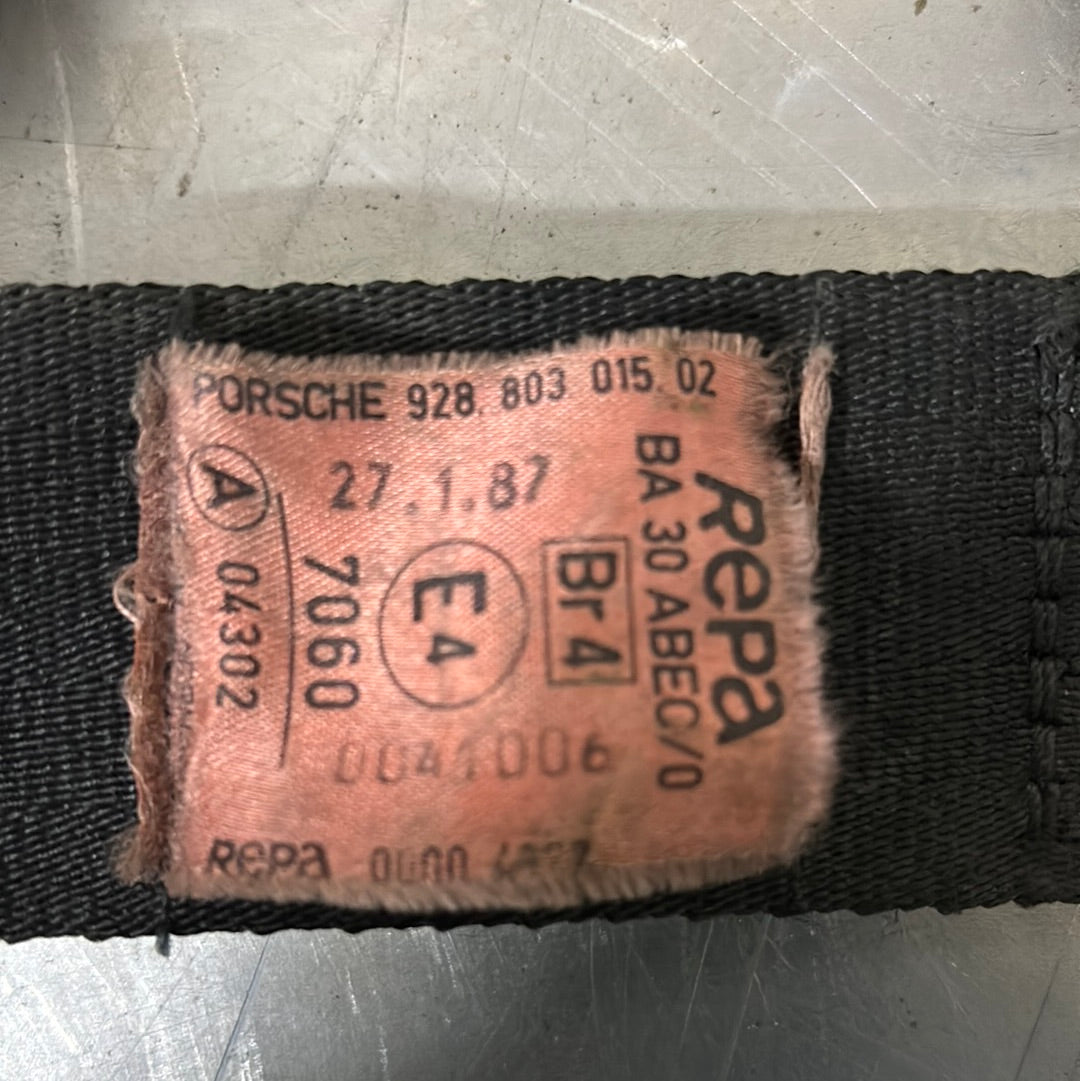 PORSCHE 928. 803 015. 02
27.1.87
Repa
BA 30 ABEC/0
Br 4
E4
7060
A 04302
0041006
Repa